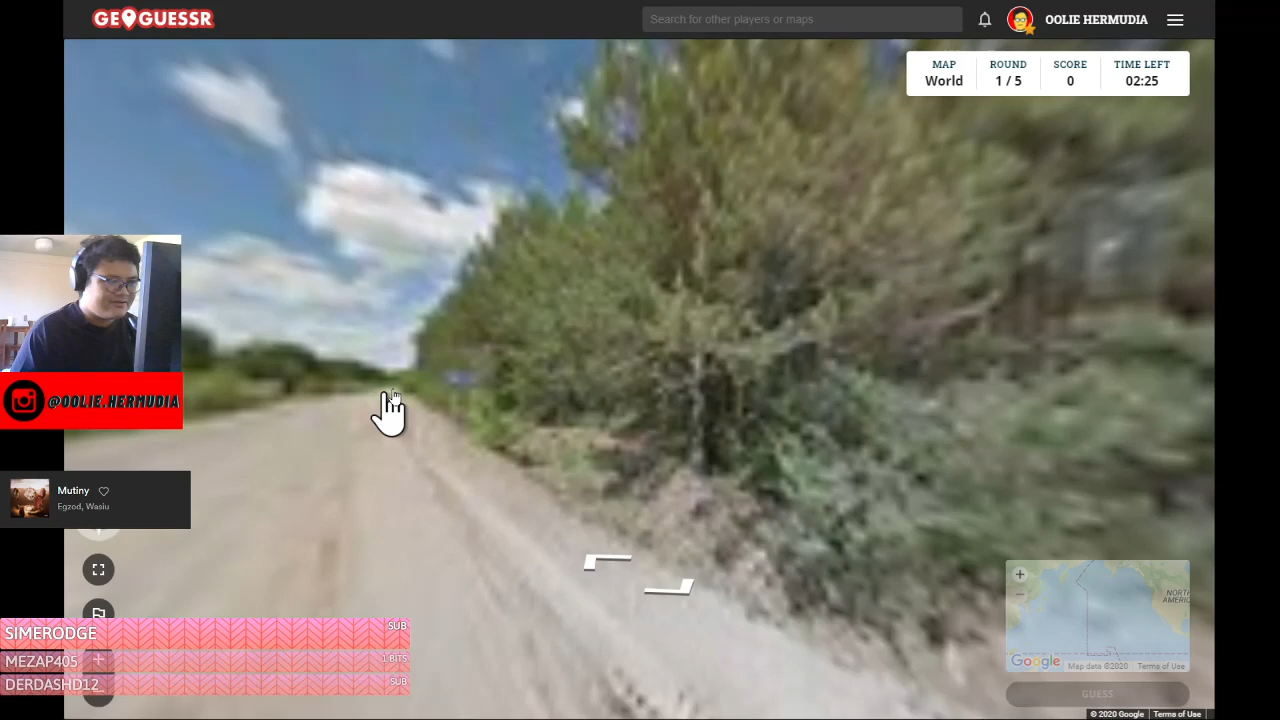 GEOGUESSR
Search for other players or maps
OOLIE HERMUDIA
MAP ROUND SCORE TIME LEFT
World 1 / 5 0 02:25
@OOLIE.HERMUDIA
Mutiny
Egzod, Wasiu
SIMERODGE SUB
MEZAP405 1 BITS
DERDASHD12 SUB
NORTH
AMERIC
Google Map data ©2020 Terms of Use
GUESS
© 2020 Google Terms of Use